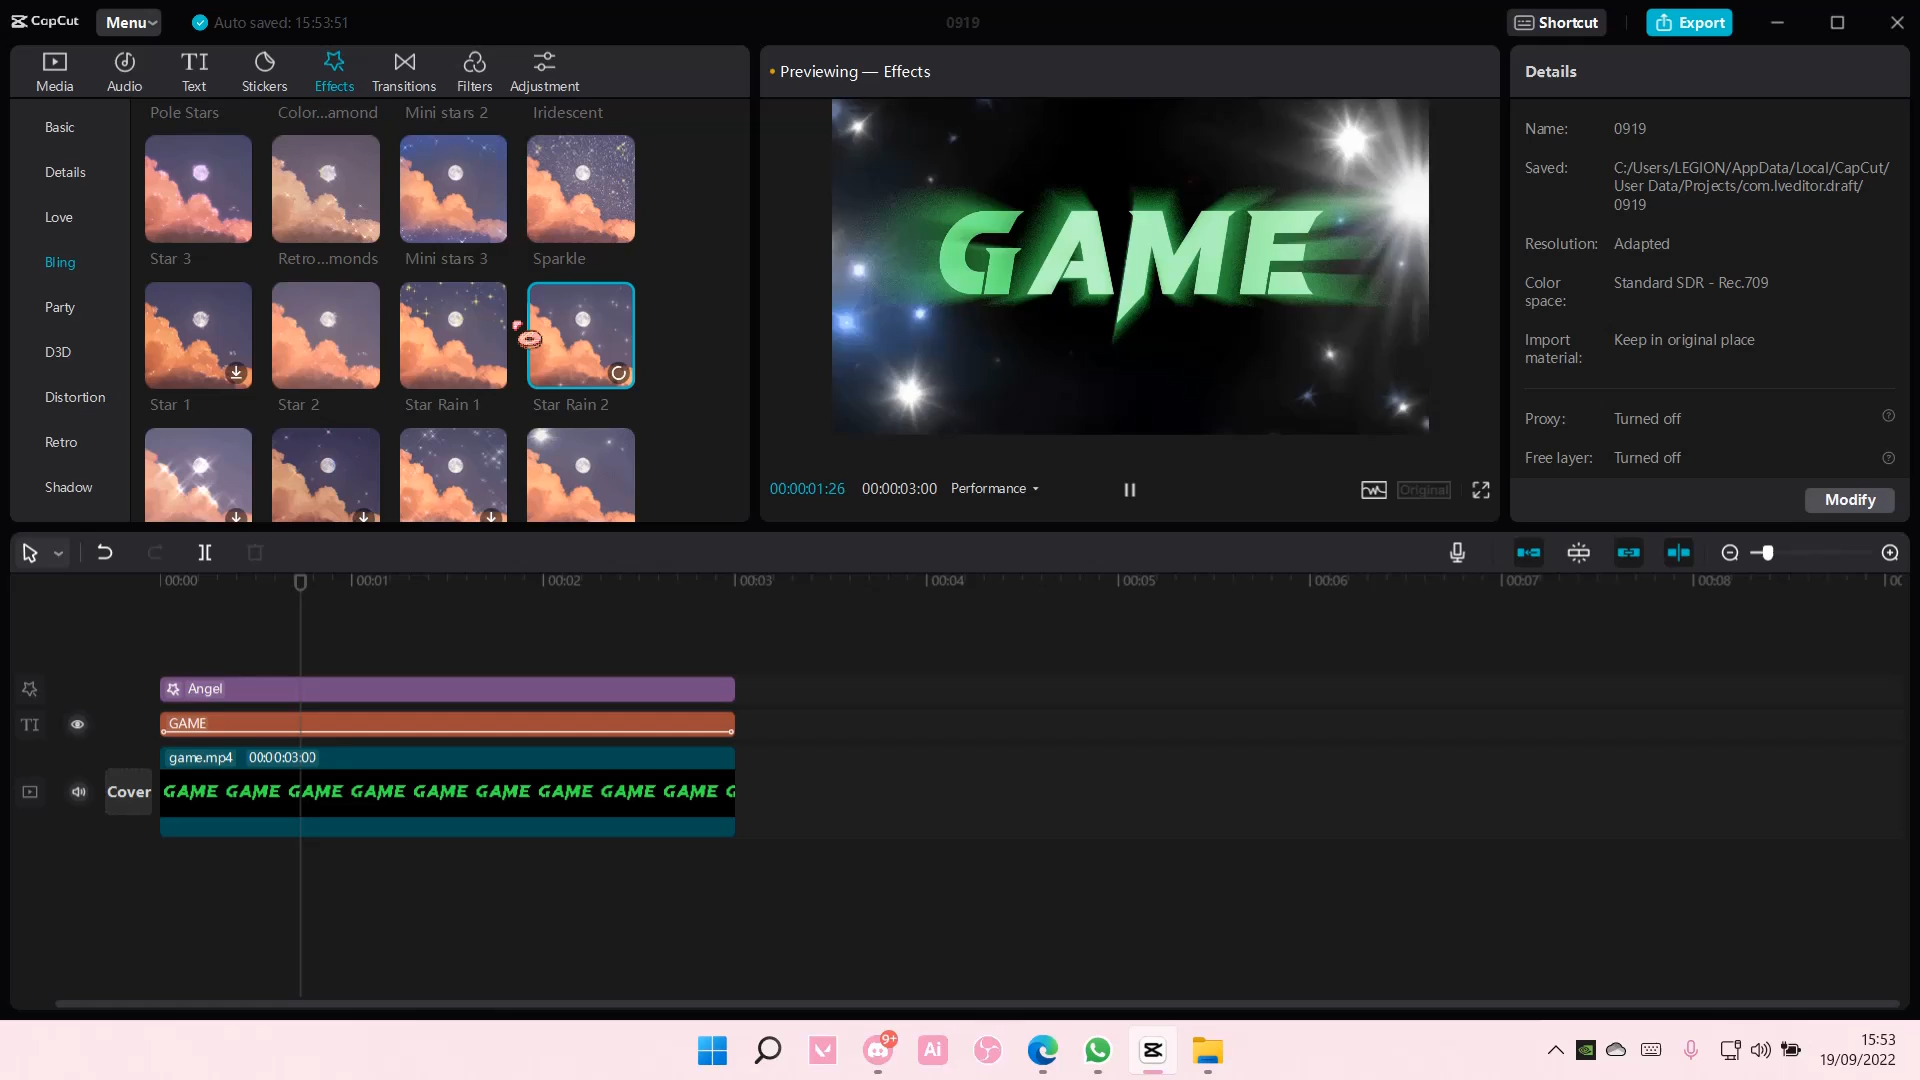 CapCut Menu Auto saved: 15:53:51 0919 Shortcut Export
Media Audio Text Stickers Effects Transitions Filters Adjustment
Basic
Details
Love
Bling
Party
D3D
Distortion
Retro
Shadow
Pole Stars Color...amond Mini stars 2 Iridescent
Star 3 Retro...monds Mini stars 3 Sparkle
Star 1 Star 2 Star Rain 1 Star Rain 2
Previewing — Effects
GAME
00:00:01:26 00:00:03:00 Performance Original
Details
Name: 0919
Saved: C:/Users/LEGION/AppData/Local/CapCut/
User Data/Projects/com.lveditor.draft/
0919
Resolution: Adapted
Color
space: Standard SDR - Rec.709
Import
material: Keep in original place
Proxy: Turned off
Free layer: Turned off
Modify
00:00 00:01 00:02 00:03 00:04 00:05 00:06 00:07 00:08
Angel
TI GAME
game.mp4 00:00:03:00
Cover GAME GAME GAME GAME GAME GAME GAME GAME GAME G
9+ Ai
15:53
19/09/2022